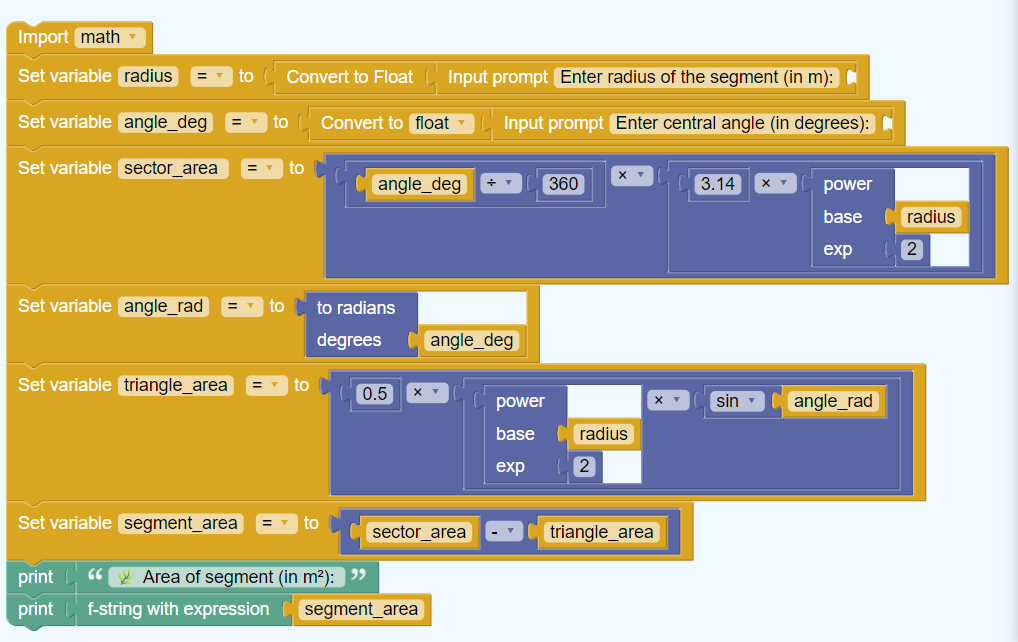 Import math
Set variable radius = to Convert to Float Input prompt Enter radius of the segment (in m):
Set variable angle_deg = to Convert to float Input prompt Enter central angle (in degrees):
Set variable sector_area = to angle_deg ÷ 360 × 3.14 × power
base radius
exp 2
Set variable angle_rad = to to radians
degrees angle_deg
Set variable triangle_area = to 0.5 × power × sin angle_rad
base radius
exp 2
Set variable segment_area = to sector_area - triangle_area
print “ 🌿 Area of segment (in m²): ”
print f-string with expression segment_area